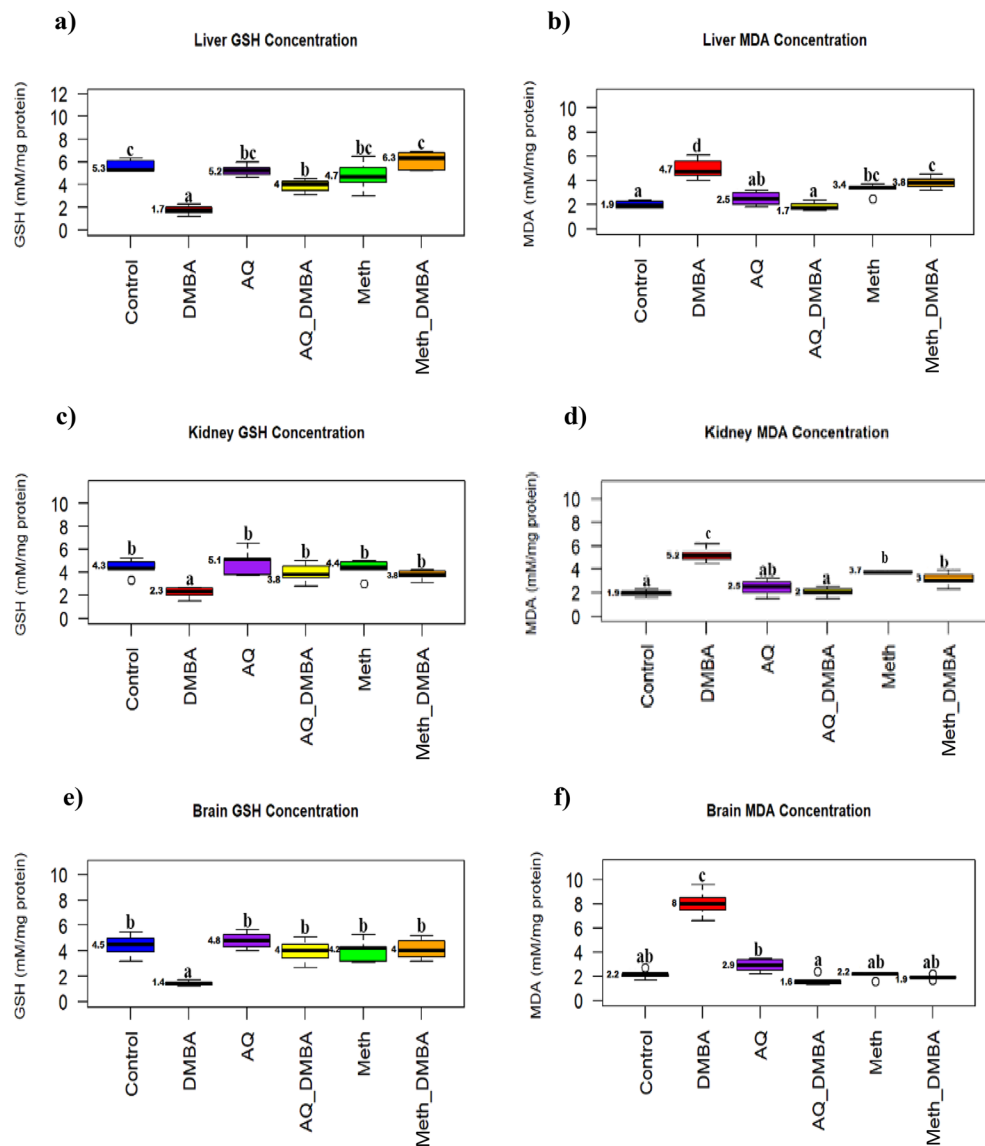 a)
Liver GSH Concentration
GSH (mM/mg protein)
12
10
8
6
4
2
0
c
a
bc
b
bc
c
5.3
1.7
5.2
4
4.7
6.3
Control
DMBA
AQ
AQ_DMBA
Meth
Meth_DMBA
b)
Liver MDA Concentration
MDA (mM/mg protein)
10
8
6
4
2
0
a
d
ab
a
bc
c
1.9
4.7
2.5
1.7
3.4
3.8
Control
DMBA
AQ
AQ_DMBA
Meth
Meth_DMBA
c)
Kidney GSH Concentration
GSH (mM/mg protein)
10
8
6
4
2
0
b
a
b
b
b
b
4.3
2.3
5.1
3.8
4.4
3.8
Control
DMBA
AQ
AQ_DMBA
Meth
Meth_DMBA
d)
Kidney MDA Concentration
MDA (mM/mg protein)
10
8
6
4
2
0
a
c
ab
a
b
b
1.9
5.2
2.5
2
3.7
3
Control
DMBA
AQ
AQ_DMBA
Meth
Meth_DMBA
e)
Brain GSH Concentration
GSH (mM/mg protein)
10
8
6
4
2
0
b
a
b
b
b
b
4.5
1.4
4.8
4
4.2
4
Control
DMBA
AQ
AQ_DMBA
Meth
Meth_DMBA
f)
Brain MDA Concentration
MDA (mM/mg protein)
10
8
6
4
2
0
ab
c
b
a
ab
ab
2.2
8
2.9
1.6
2.2
1.9
Control
DMBA
AQ
AQ_DMBA
Meth
Meth_DMBA